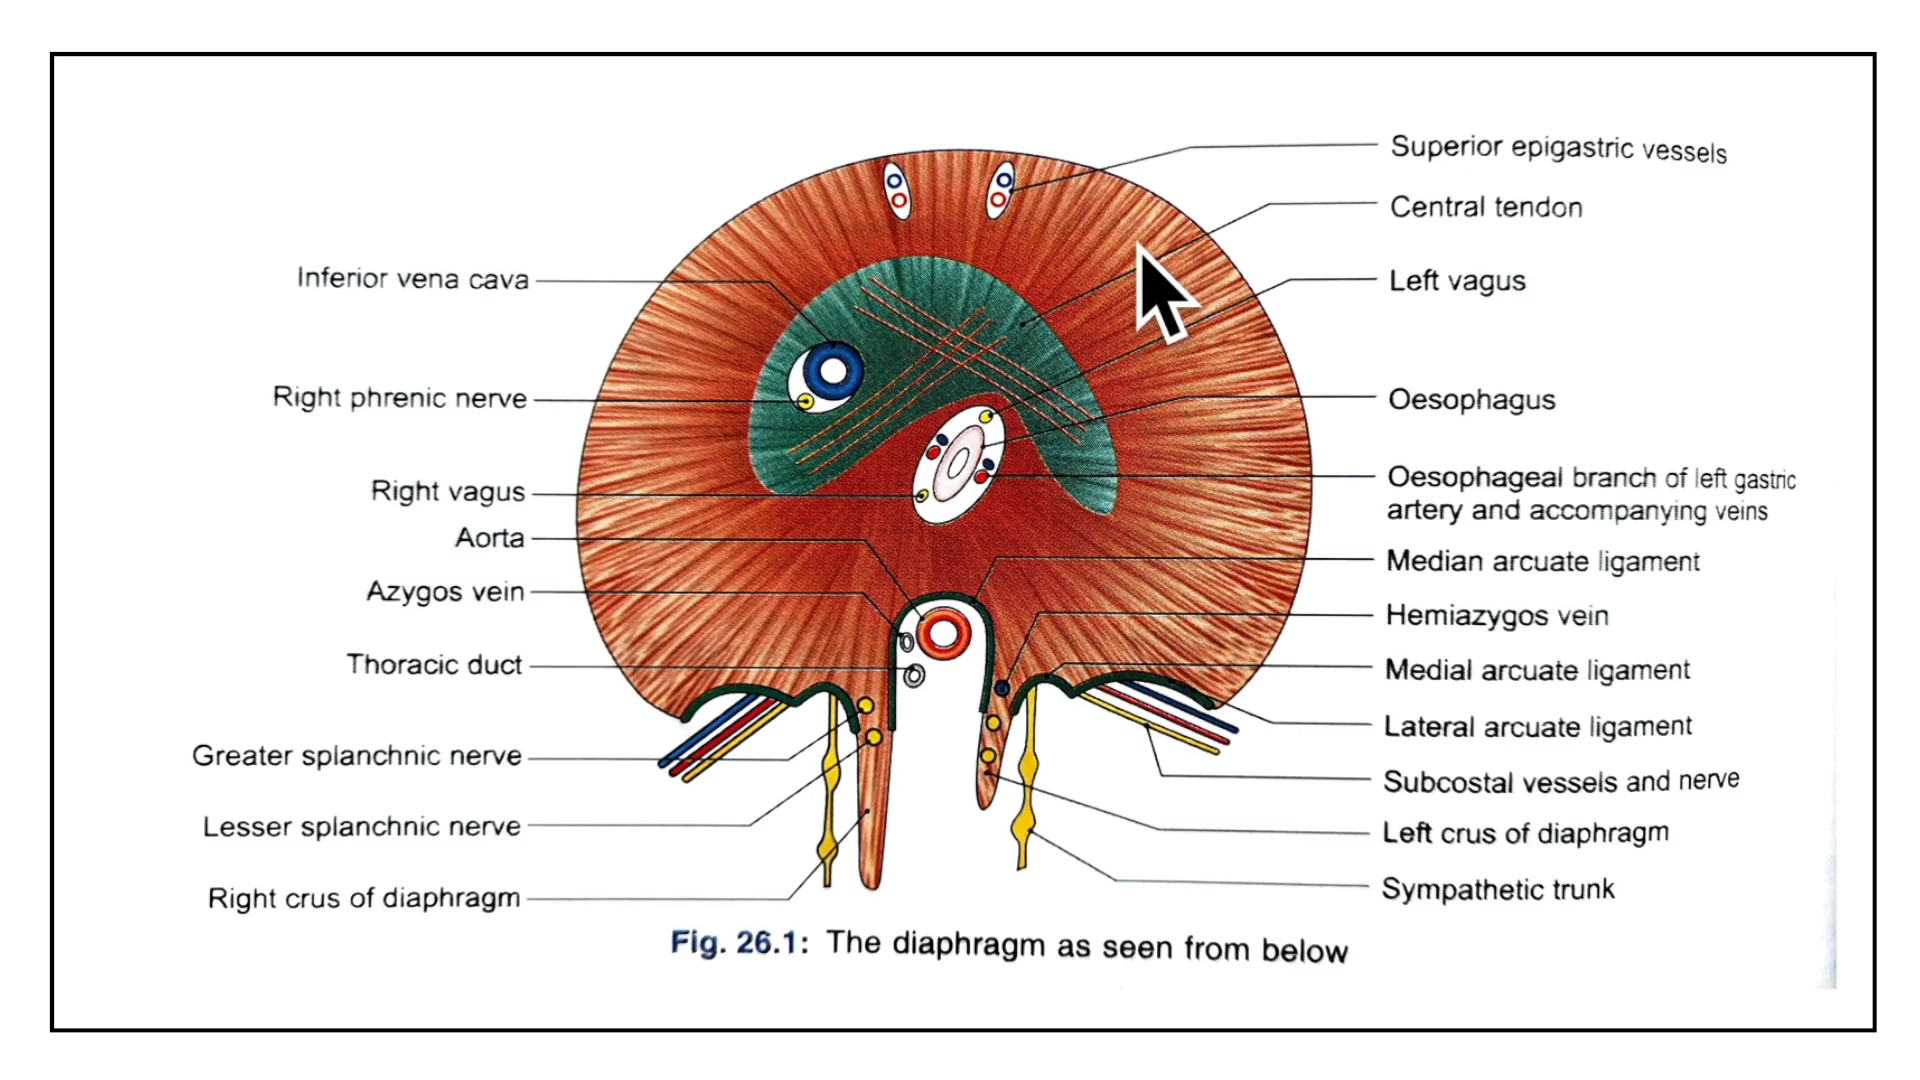 Superior epigastric vessels
Central tendon
Inferior vena cava
Left vagus
Right phrenic nerve
Oesophagus
Right vagus
Oesophageal branch of left gastric
artery and accompanying veins
Aorta
Median arcuate ligament
Azygos vein
Hemiazygos vein
Thoracic duct
Medial arcuate ligament
Lateral arcuate ligament
Greater splanchnic nerve
Subcostal vessels and nerve
Lesser splanchnic nerve
Left crus of diaphragm
Right crus of diaphragm
Sympathetic trunk
Fig. 26.1: The diaphragm as seen from below